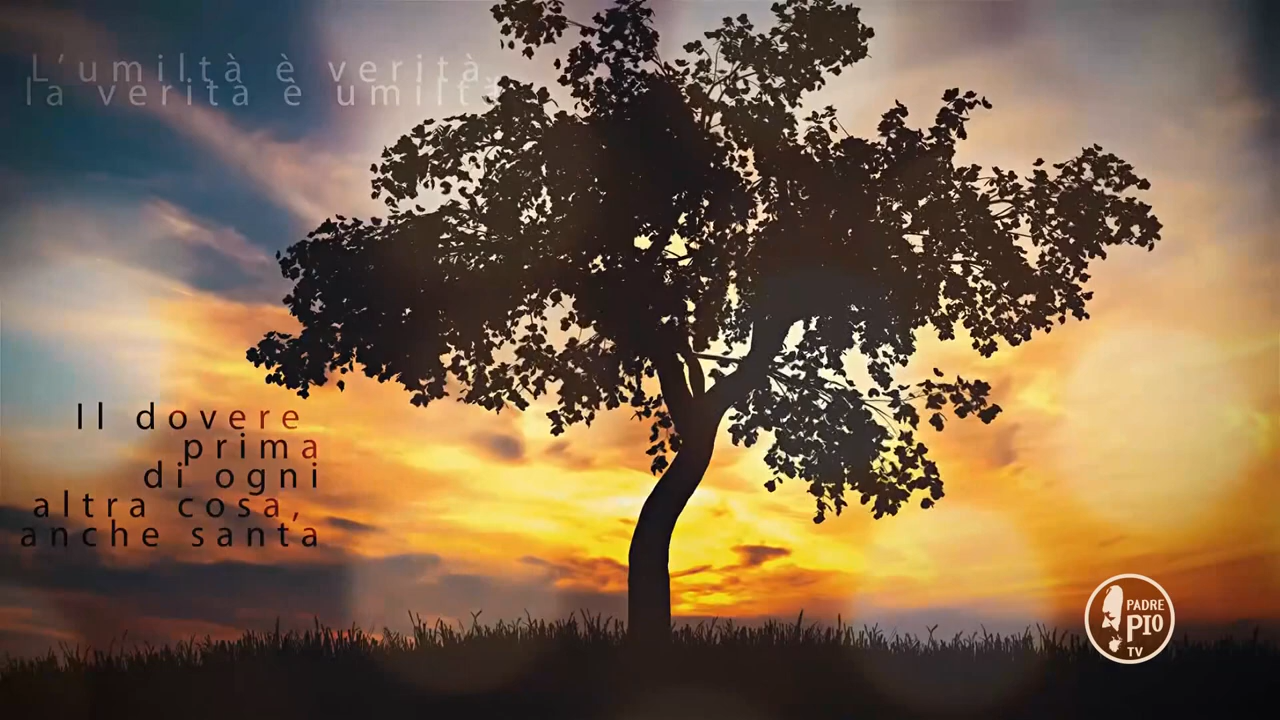 L'umiltà è verità,
la verità è umiltà
Il dovere
prima
di ogni
altra cosa,
anche santa
PADRE
PIO
TV